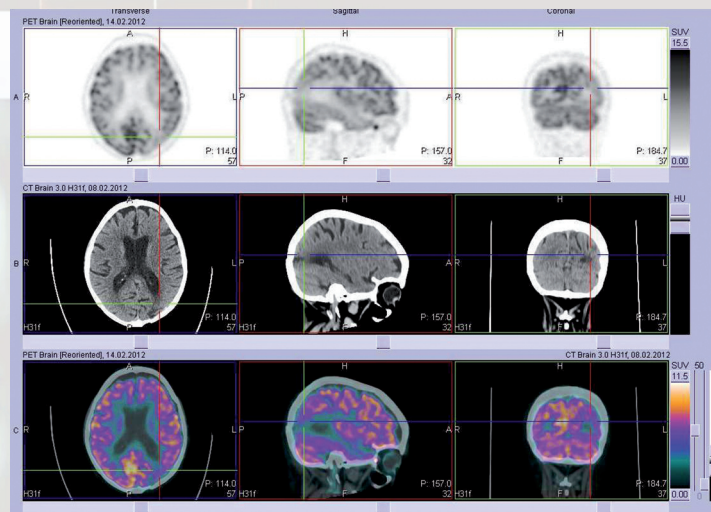 Transverse Sagittal Coronal
PET Brain [Reoriented], 14.02.2012 SUV
15.5
A H H
A R L P A R L
P: 114.0 P: 157.0 P: 184.7
P 57 F 32 F 37 0.00
CT Brain 3.0 H31f, 08.02.2012 HU
A H H
B R L P A R L
P: 114.0 P: 157.0 P: 184.7
H31f P 57 H31f F 32 H31f F 37
PET Brain [Reoriented], 14.02.2012 CT Brain 3.0 H31f, 08.02.2012 SUV 50
11.5
A H H
C R L P A R L
P: 114.0 P: 157.0 P: 184.7
H31f P 57 H31f F 32 H31f F 37 0.00 0